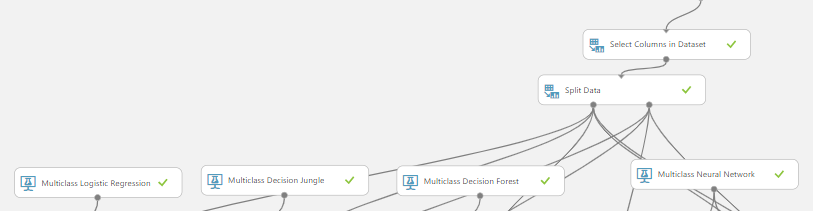 Select Columns in Dataset
Split Data
Multiclass Logistic Regression
Multiclass Decision Jungle
Multiclass Decision Forest
Multiclass Neural Network